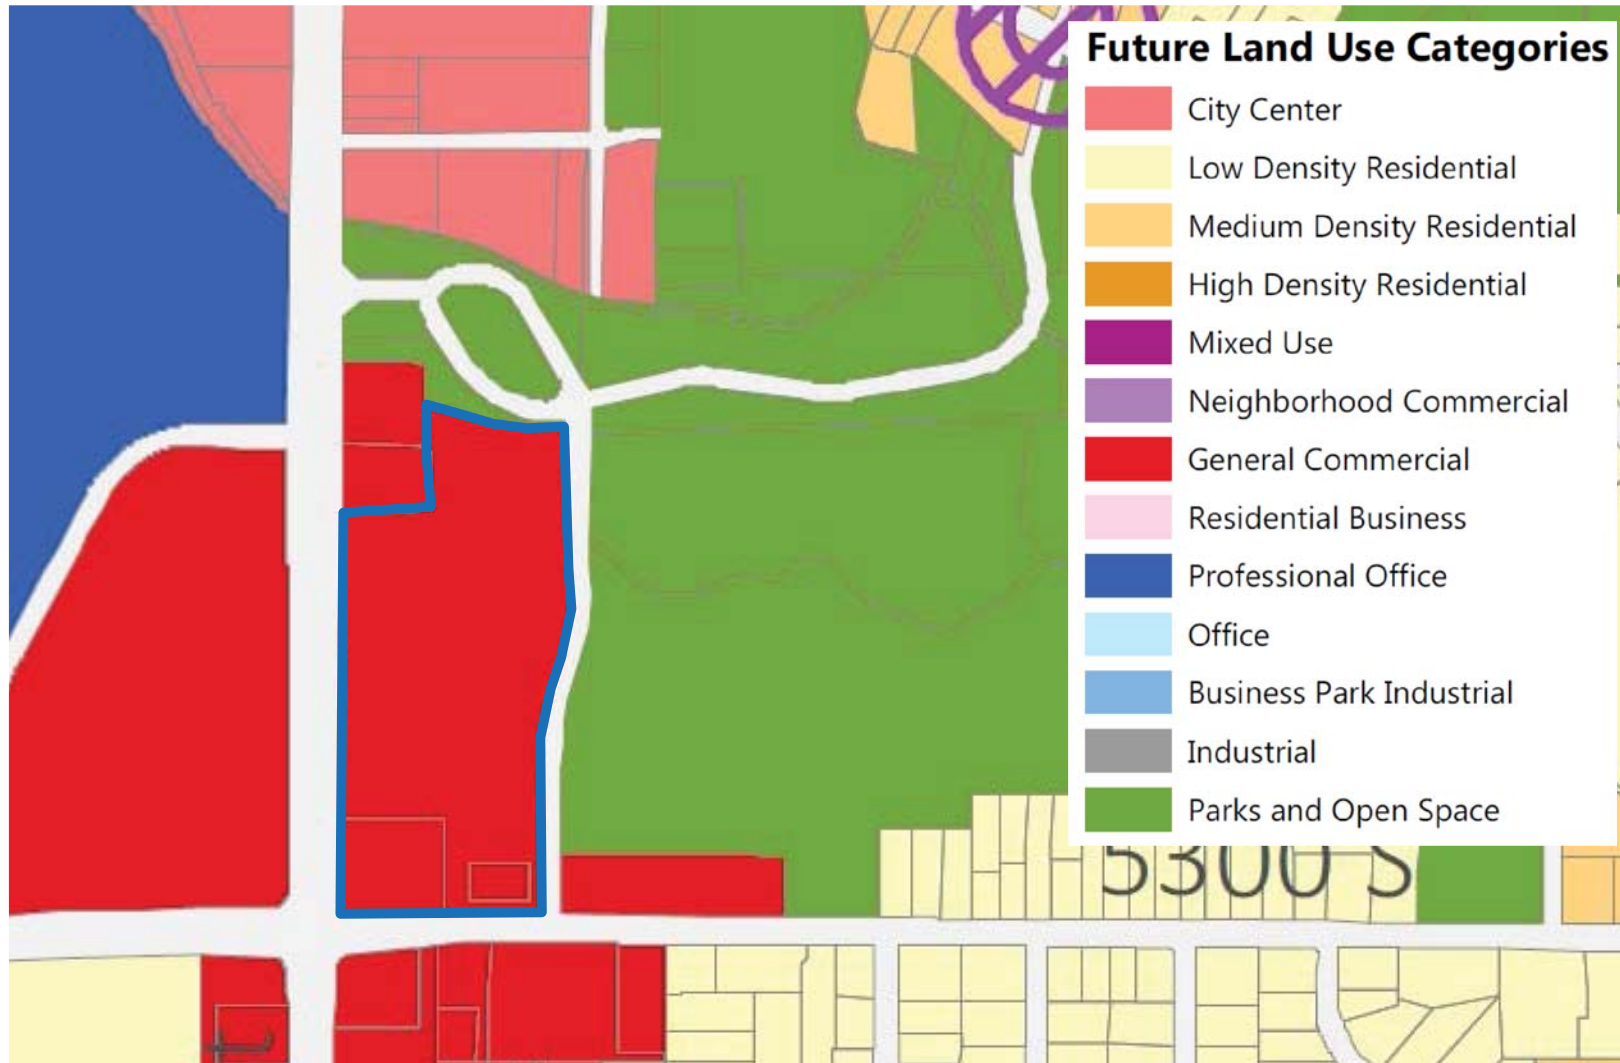 Future Land Use Categories
City Center
Low Density Residential
Medium Density Residential
High Density Residential
Mixed Use
Neighborhood Commercial
General Commercial
Residential Business
Professional Office
Office
Business Park Industrial
Industrial
Parks and Open Space
5300 S